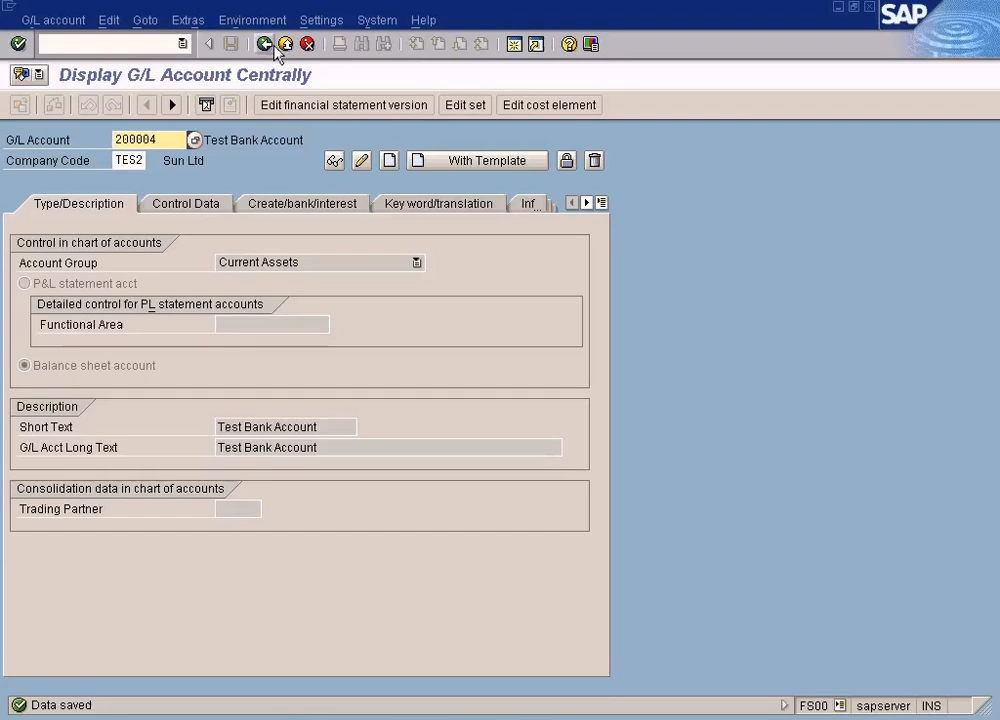 G/L account Edit Goto Extras Environment Settings System Help
SAP
Display G/L Account Centrally
Edit financial statement version Edit set Edit cost element
G/L Account 200004 Test Bank Account
Company Code TES2 Sun Ltd With Template
Type/Description Control Data Create/bank/interest Key word/translation Inf...
Control in chart of accounts
Account Group Current Assets
P&L statement acct
Detailed control for PL statement accounts
Functional Area
Balance sheet account
Description
Short Text Test Bank Account
G/L Acct Long Text Test Bank Account
Consolidation data in chart of accounts
Trading Partner
Data saved FS00 sapserver INS